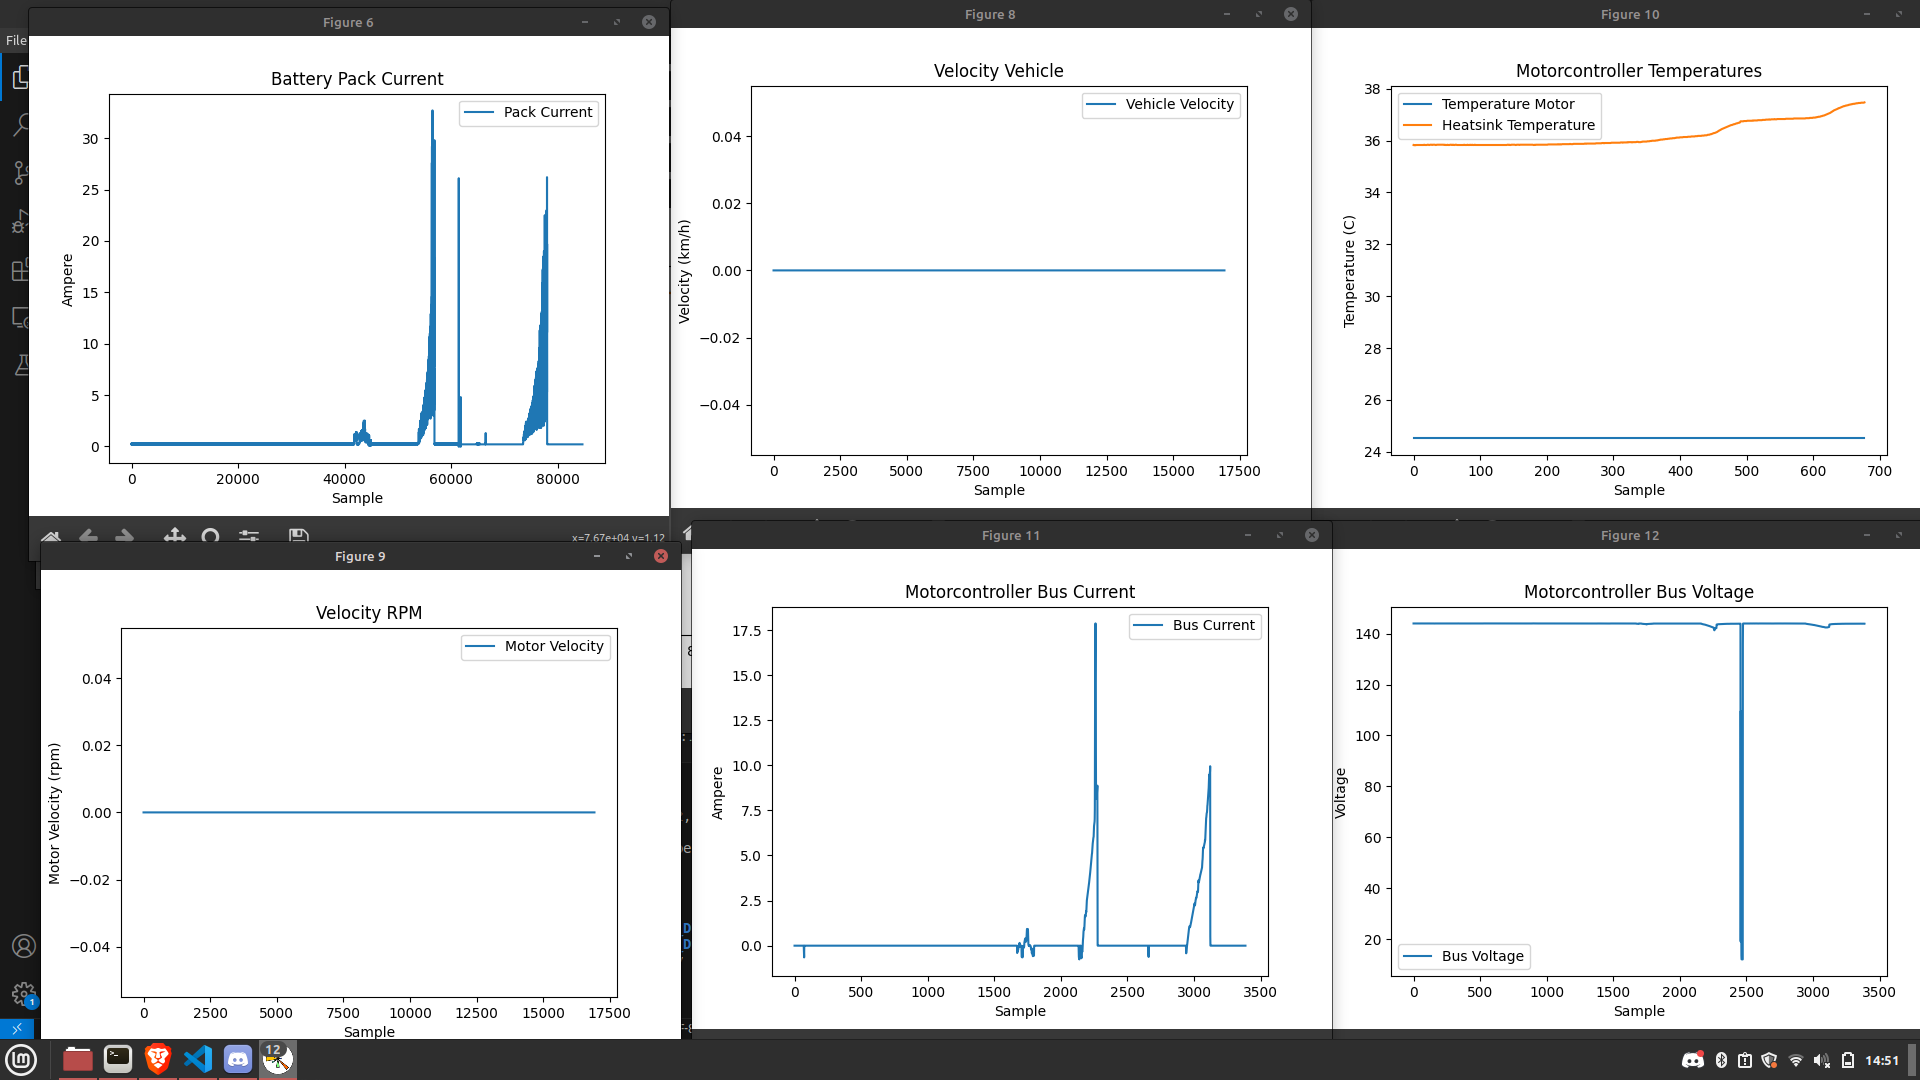 File
Figure 6
Battery Pack Current
Pack Current
Ampere
30
25
20
15
10
5
0
0 20000 40000 60000 80000
Sample
x=7.67e+04 y=1.12
Figure 8
Velocity Vehicle
Vehicle Velocity
Velocity (km/h)
0.04
0.02
0.00
−0.02
−0.04
0 2500 5000 7500 10000 12500 15000 17500
Sample
Figure 10
Motorcontroller Temperatures
Temperature Motor
Heatsink Temperature
Temperature (C)
38
36
34
32
30
28
26
24
0 100 200 300 400 500 600 700
Sample
Figure 9
Velocity RPM
Motor Velocity
Motor Velocity (rpm)
0.04
0.02
0.00
−0.02
−0.04
0 2500 5000 7500 10000 12500 15000 17500
Sample
Figure 11
Motorcontroller Bus Current
Bus Current
Ampere
17.5
15.0
12.5
10.0
7.5
5.0
2.5
0.0
0 500 1000 1500 2000 2500 3000 3500
Sample
Figure 12
Motorcontroller Bus Voltage
Bus Voltage
Voltage
140
120
100
80
60
40
20
0 500 1000 1500 2000 2500 3000 3500
Sample
1
12
14:51